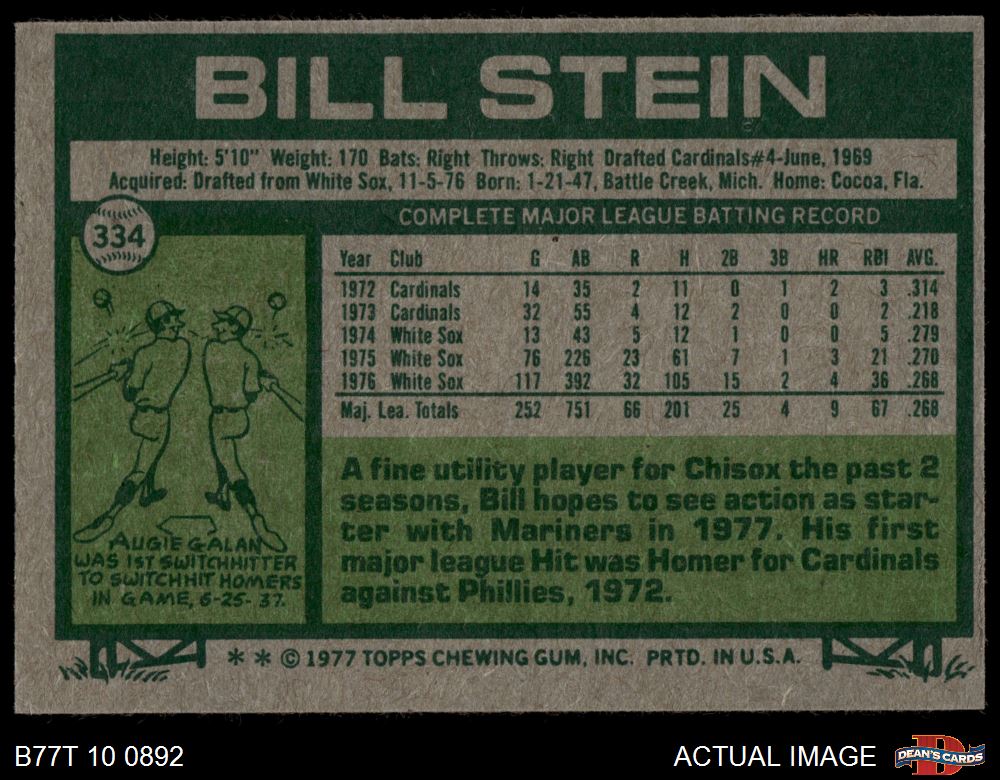 BILL STEIN
Height: 5'10" Weight: 170 Bats: Right Throws: Right Drafted Cardinals#4-June, 1969
Acquired: Drafted from White Sox, 11-5-76 Born: 1-21-47, Battle Creek, Mich. Home: Cocoa, Fla.
334
COMPLETE MAJOR LEAGUE BATTING RECORD
Year Club G AB R H 2B 3B HR RBI AVG.
1972 Cardinals 14 35 2 11 0 1 2 3 .314
1973 Cardinals 32 55 4 12 2 0 0 2 .218
1974 White Sox 13 43 5 12 1 0 0 5 .279
1975 White Sox 76 226 23 61 7 1 3 21 .270
1976 White Sox 117 392 32 105 15 2 4 36 .268
Maj. Lea. Totals 252 751 66 201 25 4 9 67 .268
AUGIE GALAN
WAS 1ST SWITCHHITTER
TO SWITCHHIT HOMERS
IN GAME, 6-25-37.
A fine utility player for Chisox the past 2
seasons, Bill hopes to see action as star-
ter with Mariners in 1977. His first
major league Hit was Homer for Cardinals
against Phillies, 1972.
* * © 1977 TOPPS CHEWING GUM, INC. PRTD. IN U.S.A.
B77T 10 0892
ACTUAL IMAGE
D
DEAN'S CARDS